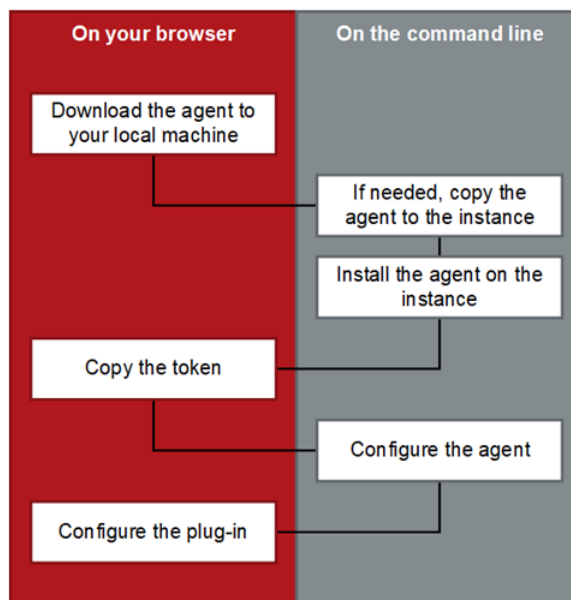 On your browser
On the command line
Download the agent to
your local machine
If needed, copy the
agent to the instance
Install the agent on the
instance
Copy the token
Configure the agent
Configure the plug-in